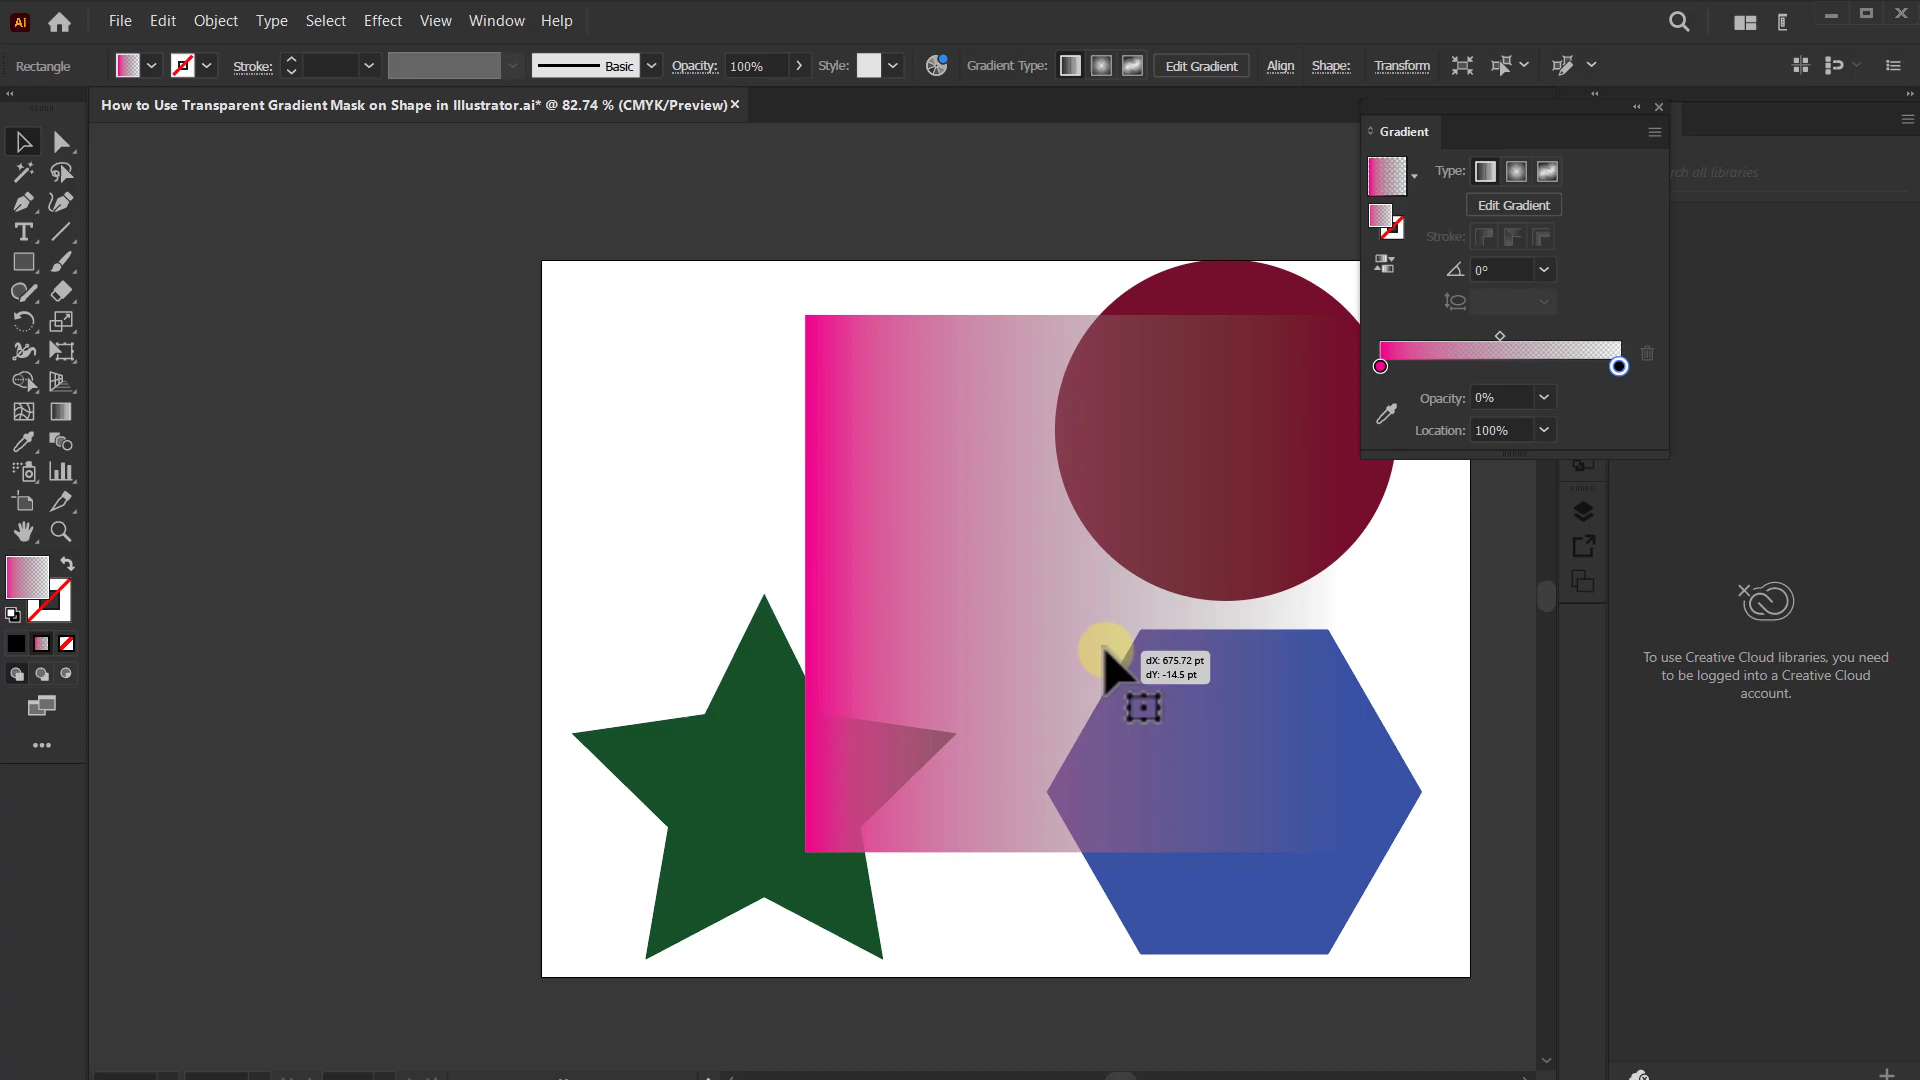 Ai
File Edit Object Type Select Effect View Window Help
Rectangle Stroke: Basic Opacity: 100% Style: Gradient Type: Edit Gradient Align Shape: Transform
How to Use Transparent Gradient Mask on Shape in Illustrator.ai* @ 82.74 % (CMYK/Preview)
Gradient
Type:
rch all libraries
Edit Gradient
Stroke:
0°
Opacity: 0%
Location: 100%
dX: 675.72 pt
dY: -14.5 pt
To use Creative Cloud libraries, you need
to be logged into a Creative Cloud
account.